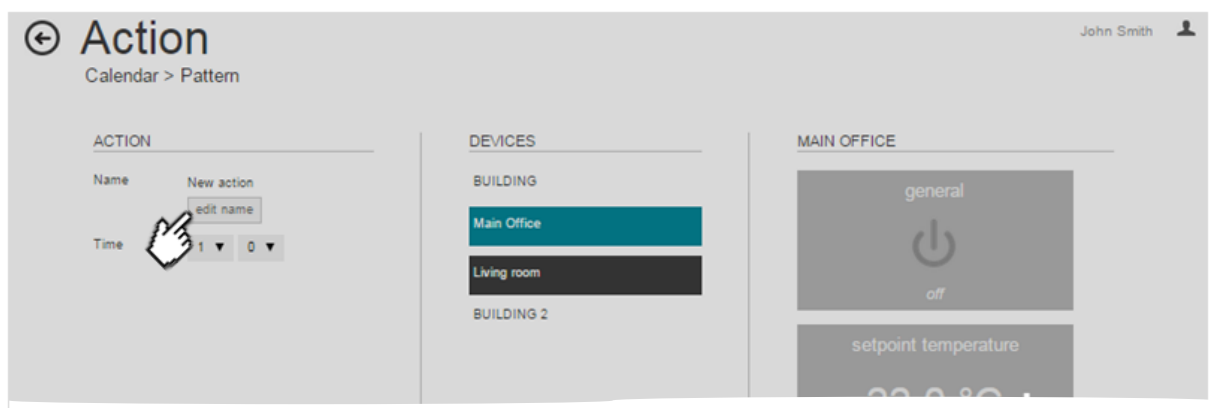 Action
John Smith
Calendar > Pattern
ACTION
Name
New action
edit name
Time
1 ▼ 0 ▼
DEVICES
BUILDING
Main Office
Living room
BUILDING 2
MAIN OFFICE
general
off
setpoint temperature